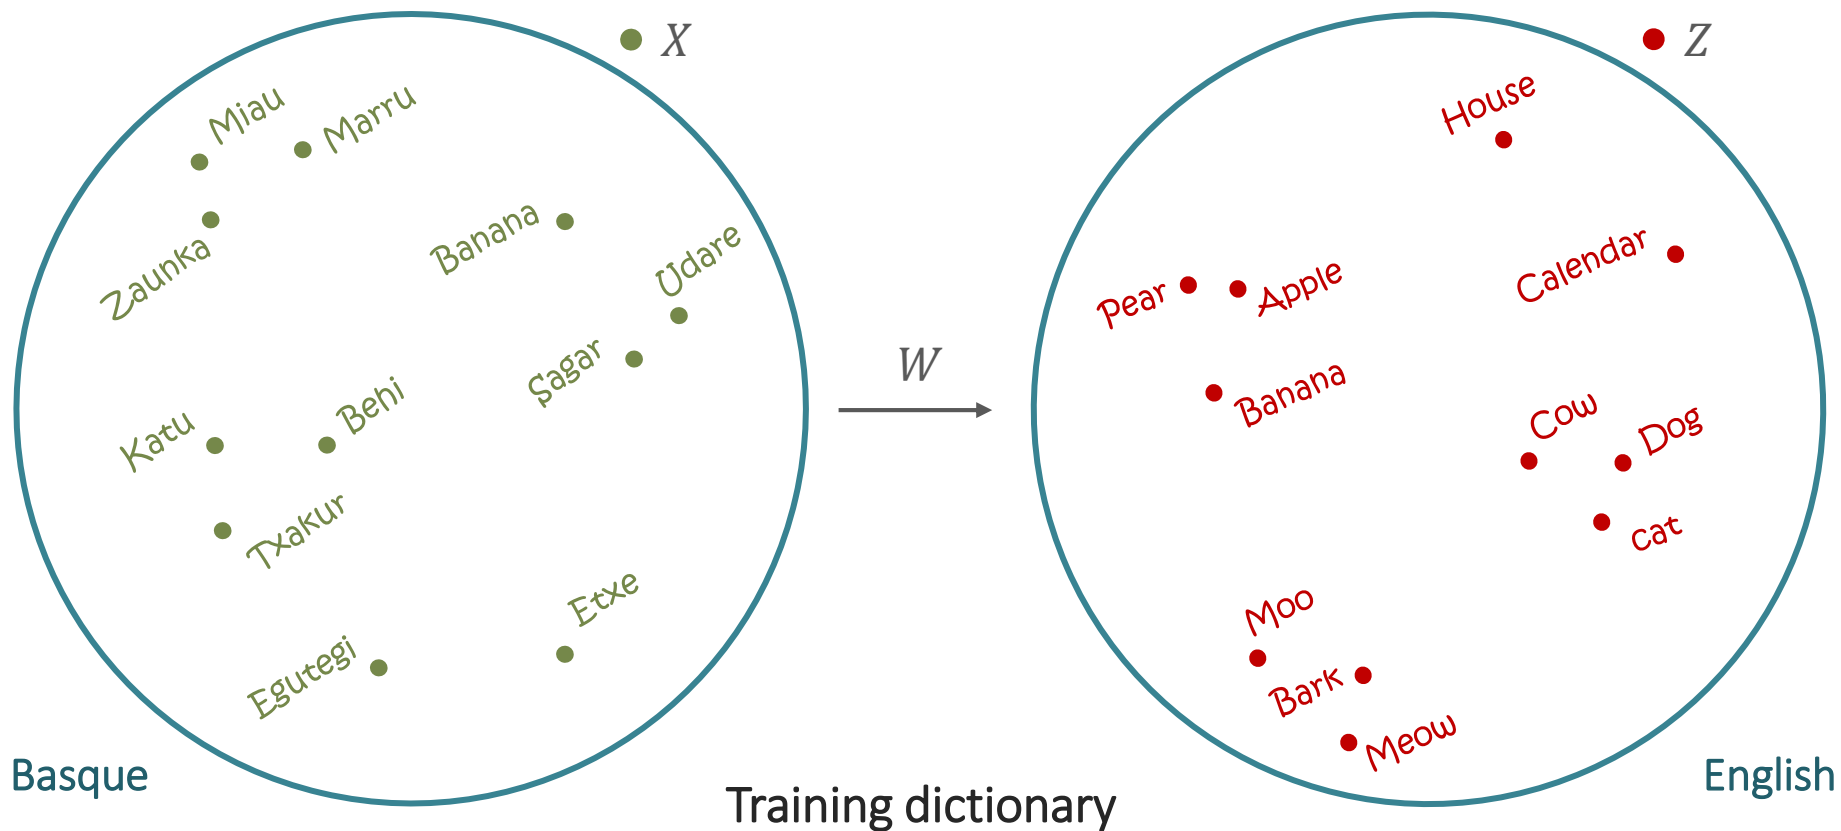 X
Miau
Marru
Zaunka
Banana
Udare
Sagar
Katu
Behi
Txakur
Etxe
Egutegi
Basque
W
Z
House
Calendar
Pear
Apple
Banana
Cow
Dog
cat
Moo
Bark
Meow
English
Training dictionary